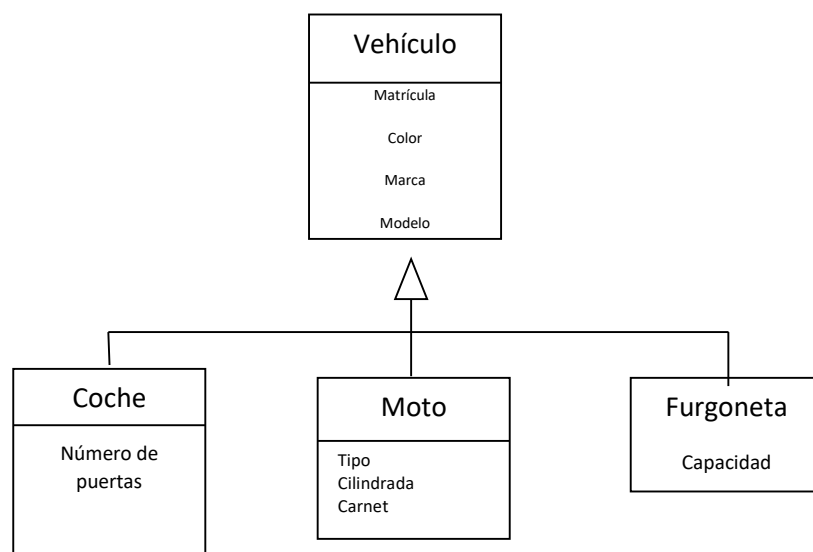 Vehículo
Matrícula
Color
Marca
Modelo
Coche
Número de
puertas
Moto
Tipo
Cilindrada
Carnet
Furgoneta
Capacidad